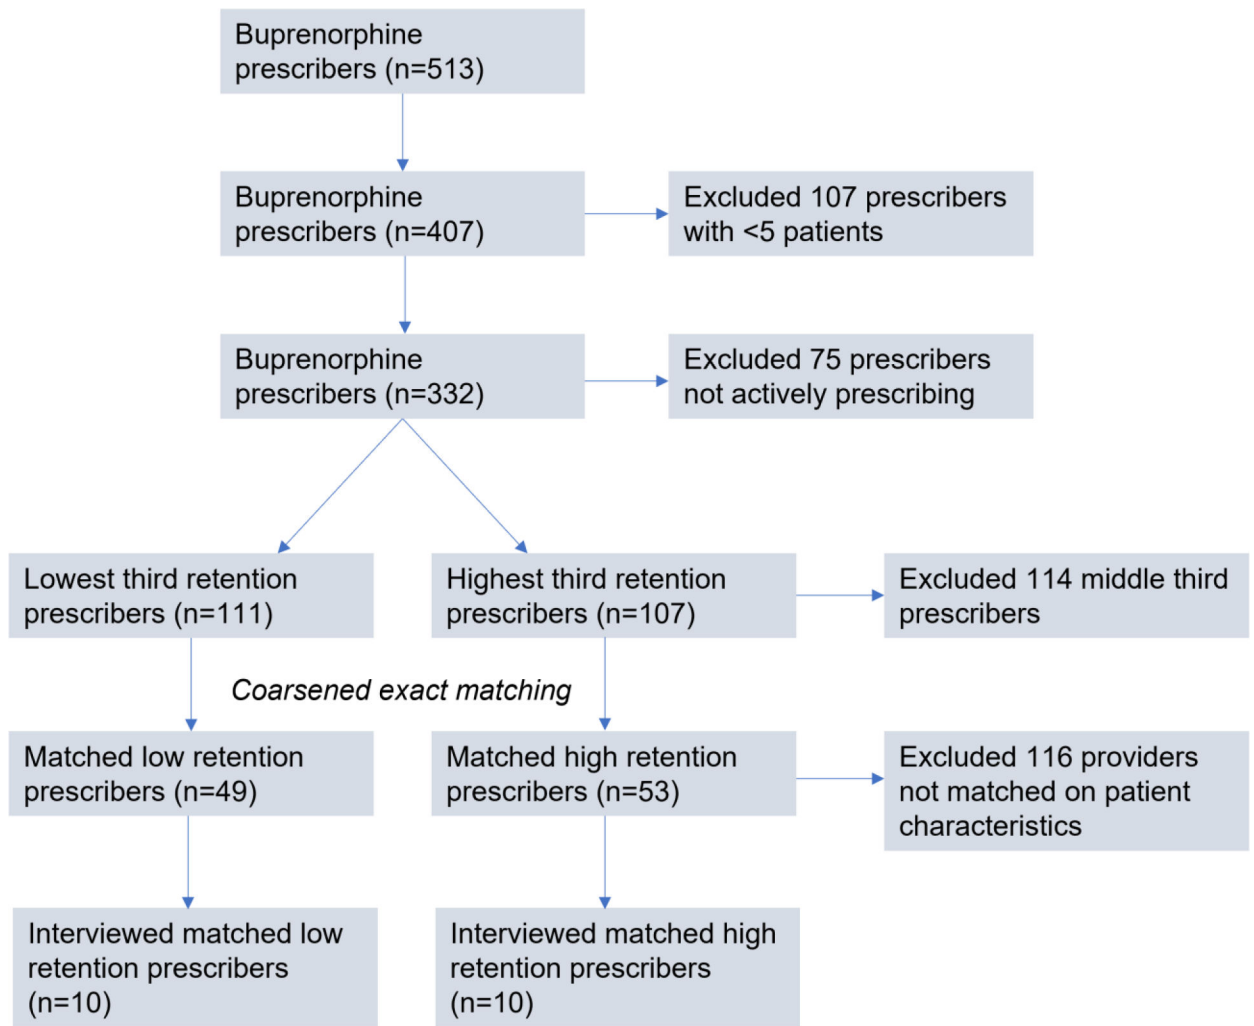 Buprenorphine
prescribers (n=513)
Buprenorphine
prescribers (n=407)
Excluded 107 prescribers
with <5 patients
Buprenorphine
prescribers (n=332)
Excluded 75 prescribers
not actively prescribing
Lowest third retention
prescribers (n=111)
Highest third retention
prescribers (n=107)
Excluded 114 middle third
prescribers
Coarsened exact matching
Matched low retention
prescribers (n=49)
Matched high retention
prescribers (n=53)
Excluded 116 providers
not matched on patient
characteristics
Interviewed matched low
retention prescribers
(n=10)
Interviewed matched high
retention prescribers
(n=10)